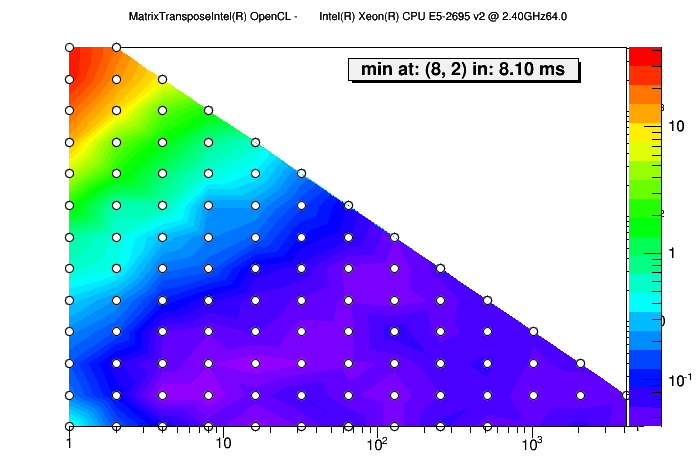 MatrixTransposeIntel(R) OpenCL - Intel(R) Xeon(R) CPU E5-2695 v2 @ 2.40GHz64.0
min at: (8, 2) in: 8.10 ms
10
1
10⁻¹
1 10 10² 10³